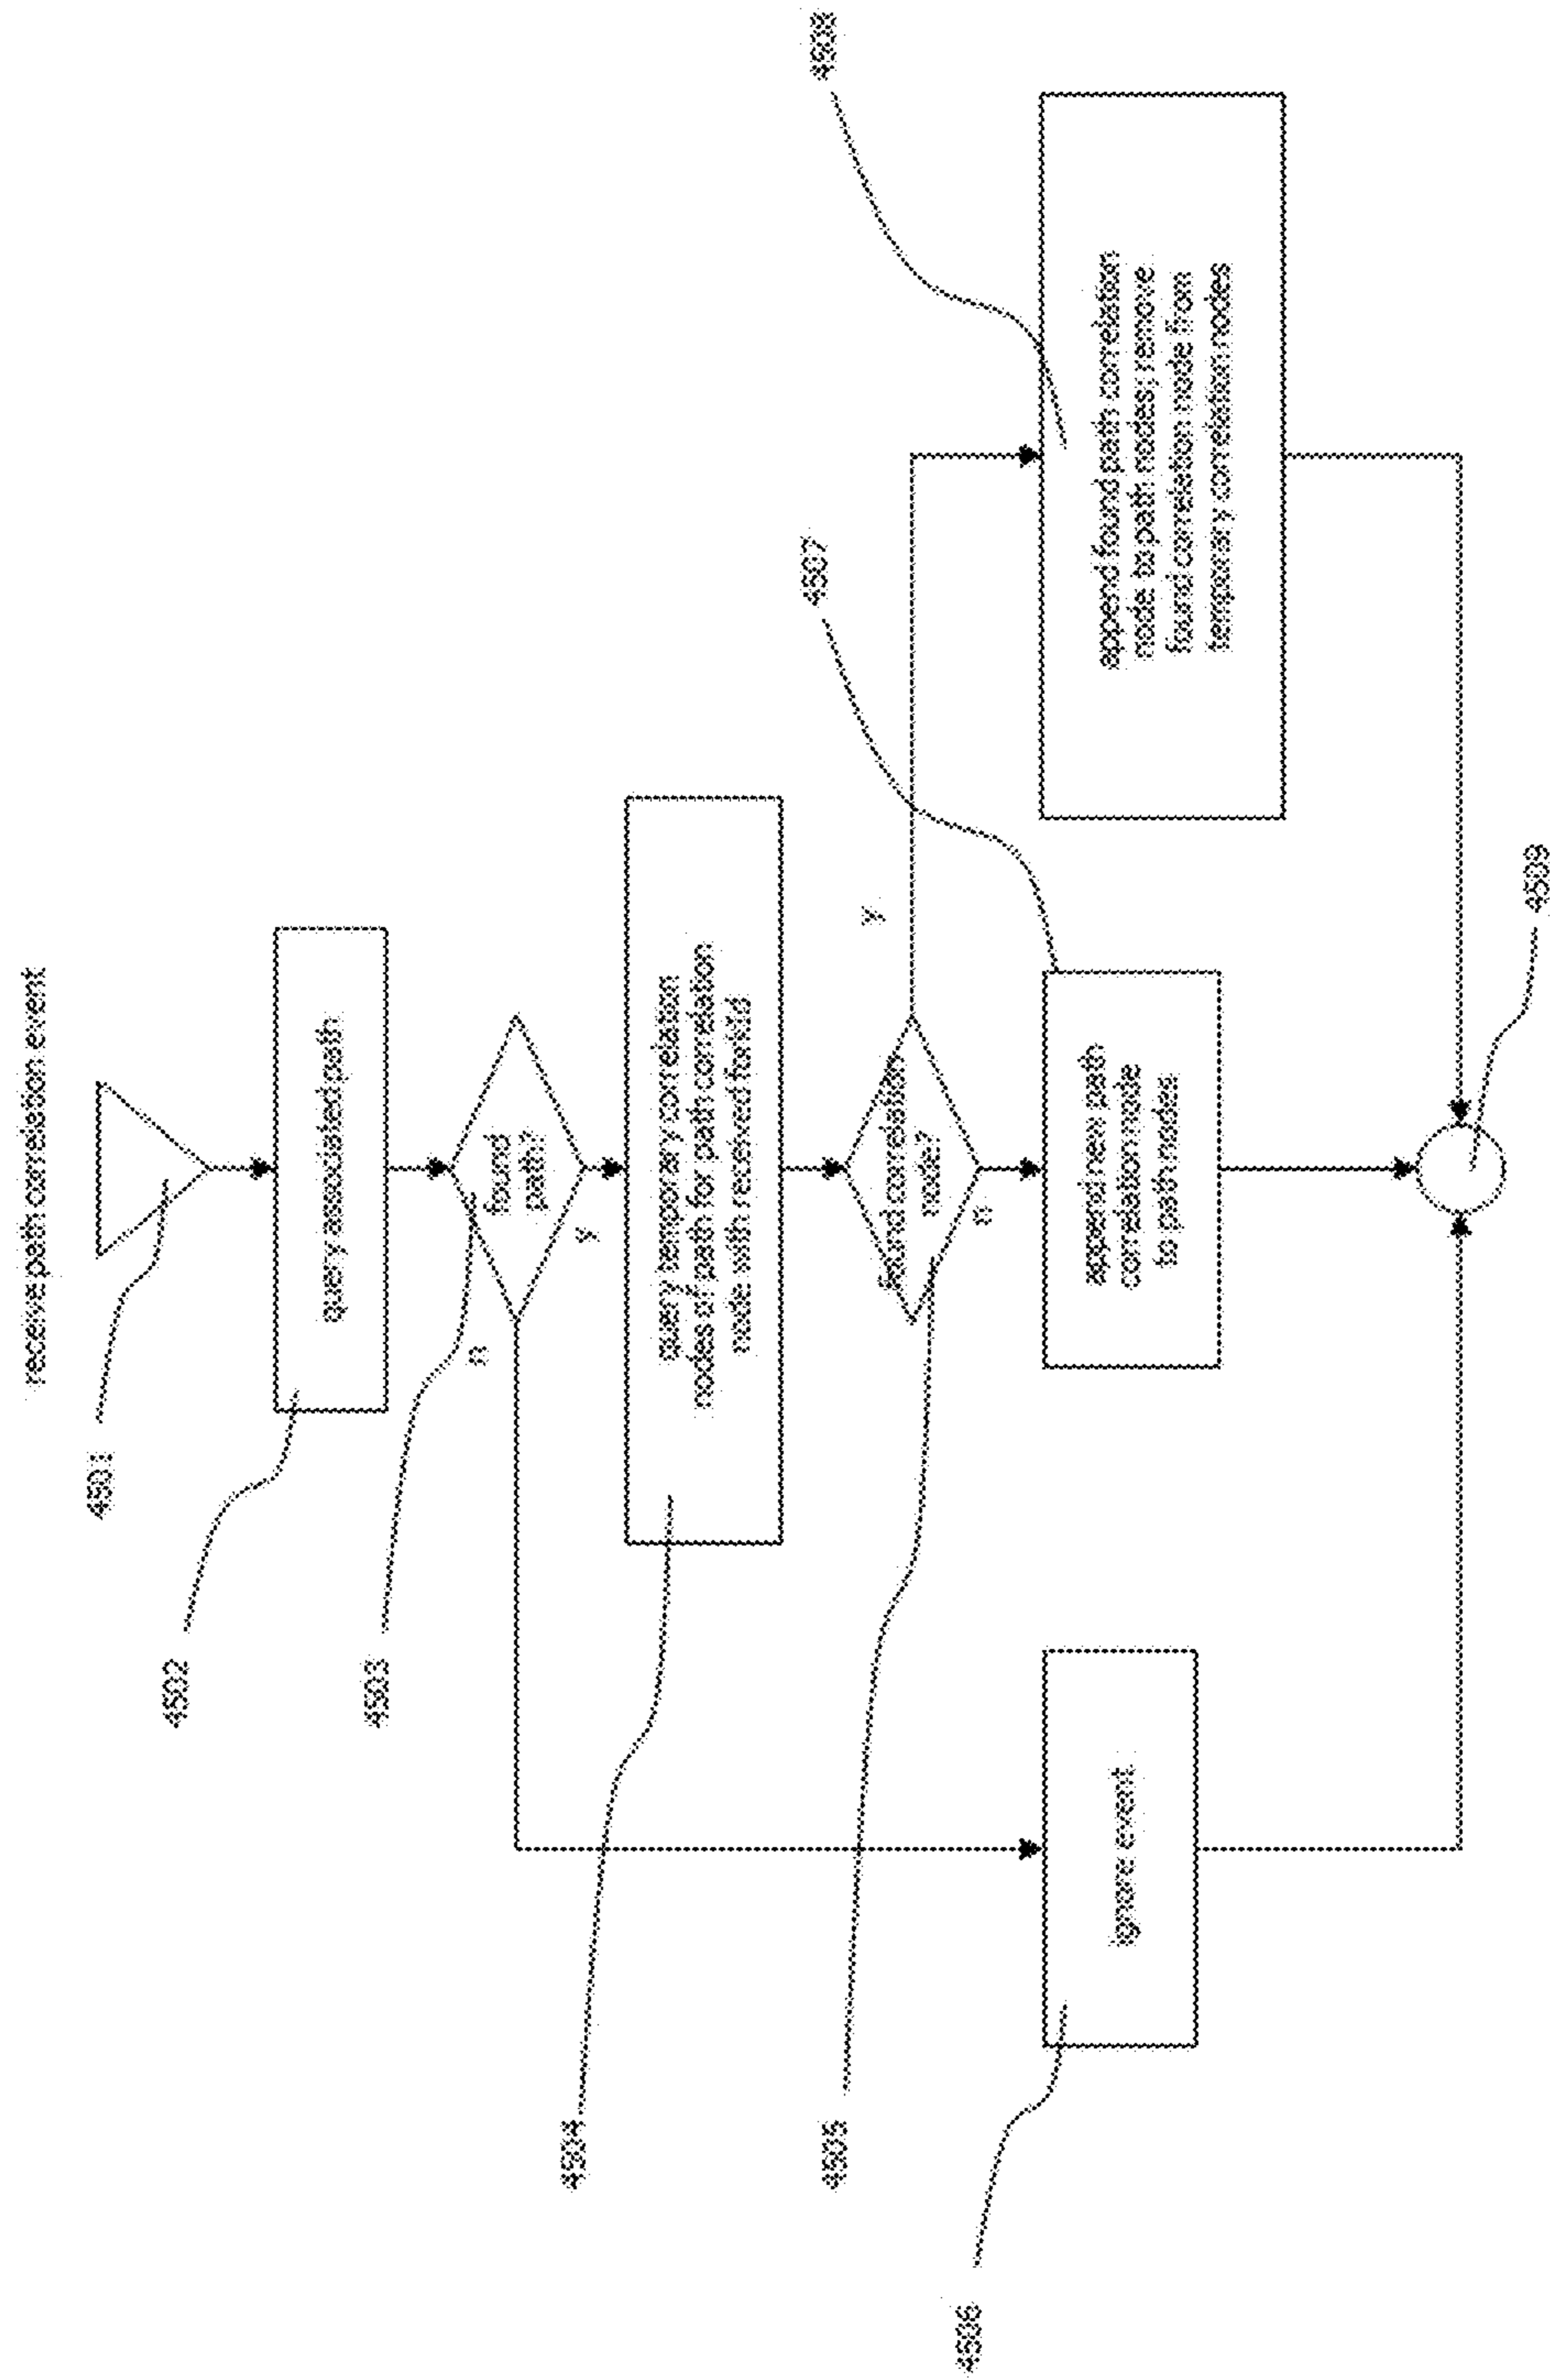 receive path correlation event
4501
query associated path
4502
found
path?
4503
n
y
query temporary correlation
nodes of path for path correlation
node with received forkId
4504
found correlation
node?
4505
y
n
ignore event
4506
append new path
correlation node
to path nodes
4507
append found path correlation
node to path nodes; remove
found correlation node from
temporary correlation nodes
4508
4509